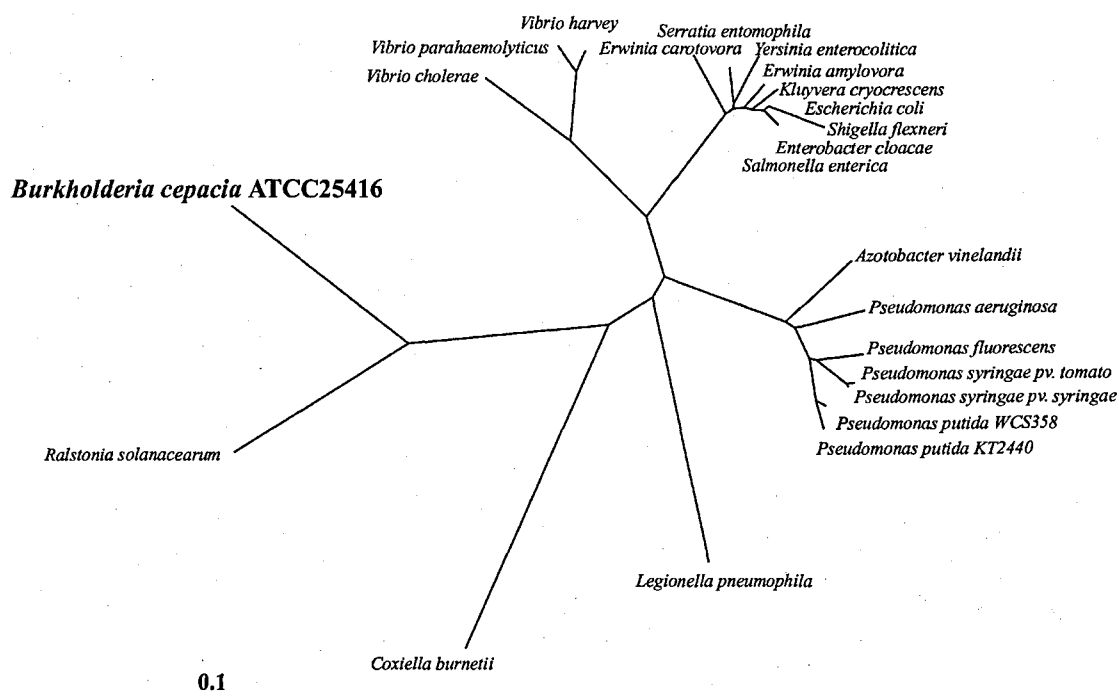 Vibrio harvey
Serratia entomophila
Vibrio parahaemolyticus
Erwinia carotovora
Yersinia enterocolitica
Vibrio cholerae
Erwinia amylovora
Kluyvera cryocrescens
Escherichia coli
Shigella flexneri
Enterobacter cloacae
Salmonella enterica
Burkholderia cepacia ATCC25416
Azotobacter vinelandii
Pseudomonas aeruginosa
Pseudomonas fluorescens
Pseudomonas syringae pv. tomato
Pseudomonas syringae pv. syringae
Pseudomonas putida WCS358
Pseudomonas putida KT2440
Ralstonia solanacearum
Legionella pneumophila
Coxiella burnetii
0.1